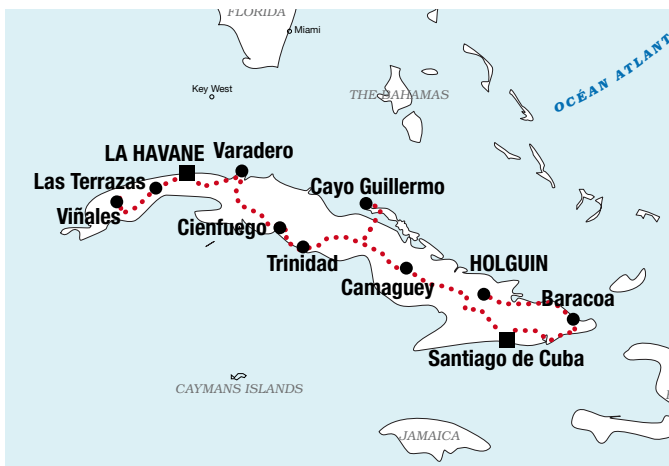 FLORIDA
Miami
Key West
THE BAHAMAS
OCÉAN ATLANT
LA HAVANE
Varadero
Las Terrazas
Cayo Guillermo
Viñales
Cienfuego
Trinidad
HOLGUIN
Camaguey
Baracoa
Santiago de Cuba
CAYMANS ISLANDS
JAMAICA